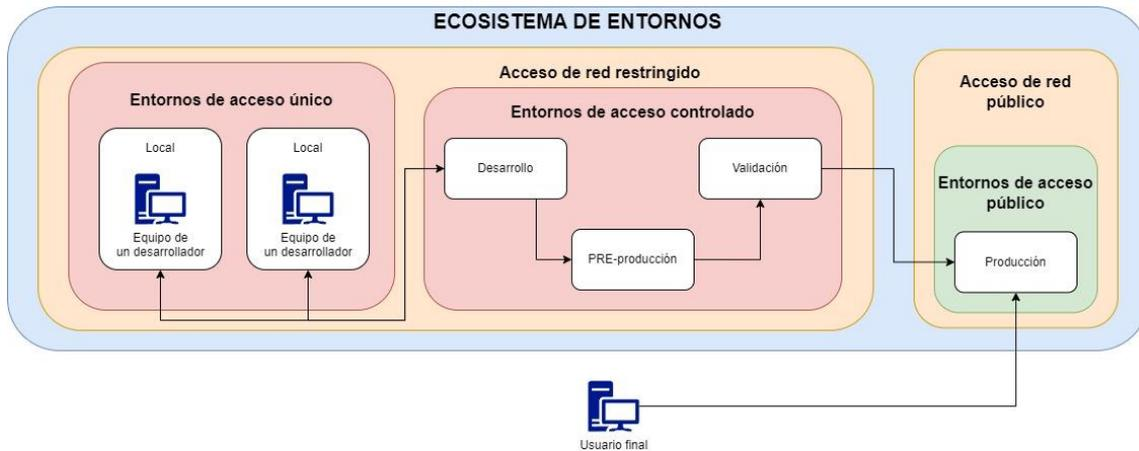 ECOSISTEMA DE ENTORNOS
Acceso de red restringido
Entornos de acceso único
Local
Equipo de
un desarrollador
Local
Equipo de
un desarrollador
Entornos de acceso controlado
Desarrollo
PRE-producción
Validación
Acceso de red
público
Entornos de acceso
público
Producción
Usuario final